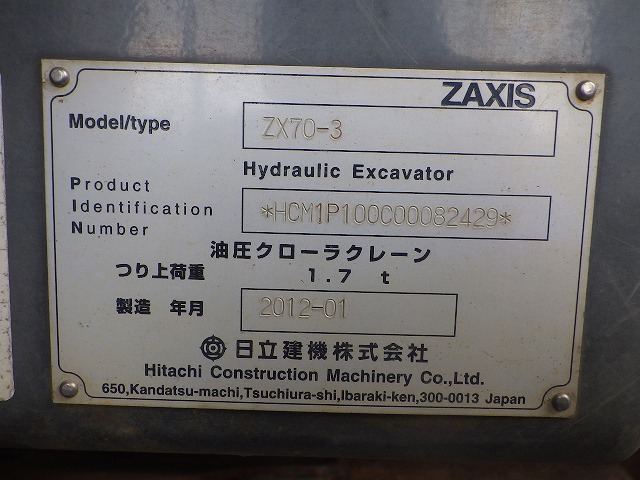 ZAXIS
Model/type ZX70-3
Hydraulic Excavator
Product
Identification *HCM1P100C00082429*
Number
油圧クローラクレーン
つり上荷重 1.7 t
製造 年月 2012-01
日立建機株式会社
Hitachi Construction Machinery Co.,Ltd.
650,Kandatsu-machi,Tsuchiura-shi,Ibaraki-ken,300-0013 Japan